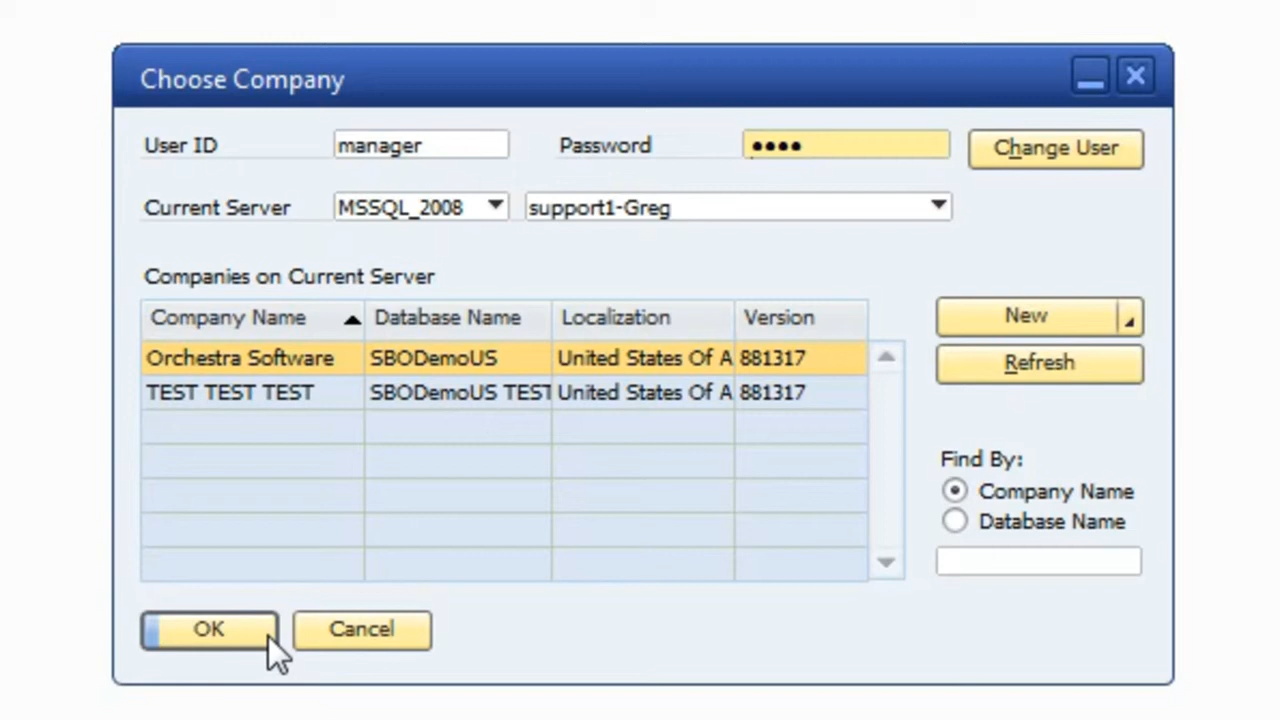 Choose Company
User ID manager Password •••• Change User
Current Server MSSQL_2008 support1-Greg
Companies on Current Server
Company Name Database Name Localization Version New
Orchestra Software SBODemoUS United States Of A 881317 Refresh
TEST TEST TEST SBODemoUS TEST United States Of A 881317
Find By:
Company Name
Database Name
OK Cancel